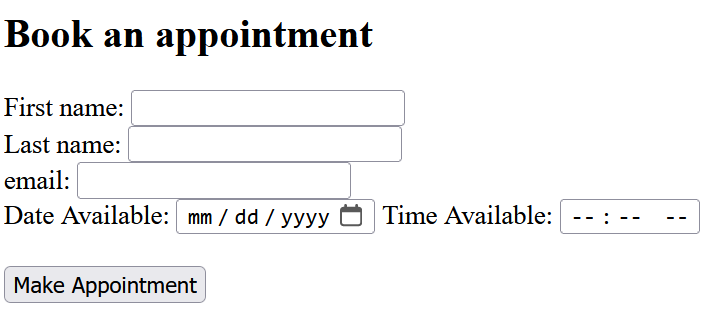 Book an appointment
First name:
Last name:
email:
Date Available: mm / dd / yyyy Time Available: -- : -- --
Make Appointment